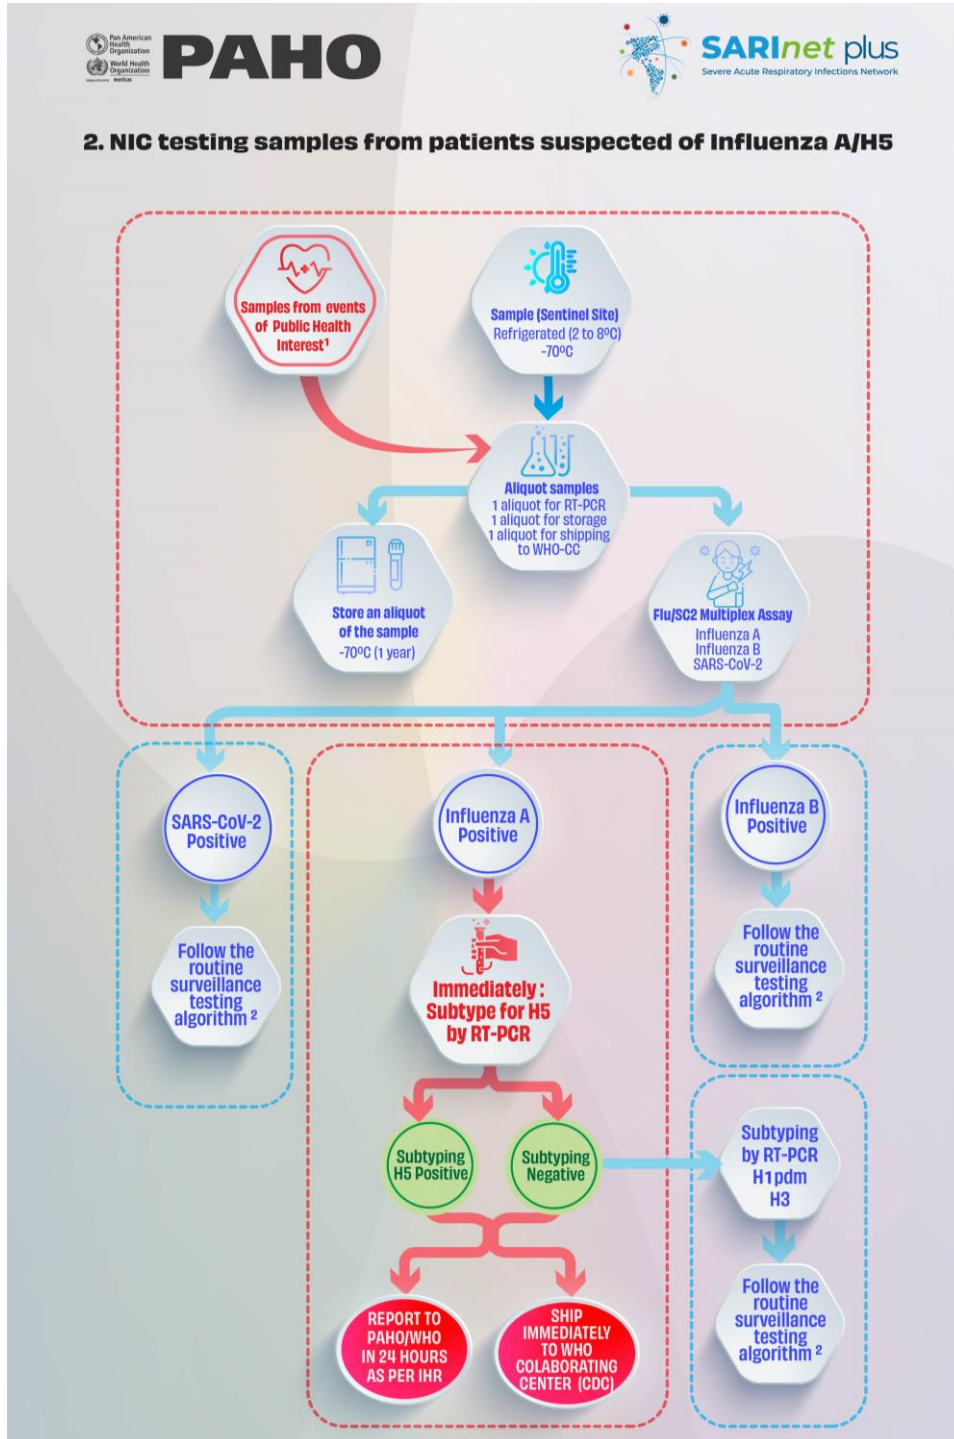 Pan American
Health
Organization
World Health
Organization
Americas
PAHO
SARInet plus
Severe Acute Respiratory Infections Network
2. NIC testing samples from patients suspected of Influenza A/H5
Samples from events
of Public Health
Interest¹
Sample (Sentinel Site)
Refrigerated (2 to 8ºC)
-70ºC
Aliquot samples
1 aliquot for RT-PCR
1 aliquot for storage
1 aliquot for shipping
to WHO-CC
Store an aliquot
of the sample
-70ºC (1 year)
Flu/SC2 Multiplex Assay
Influenza A
Influenza B
SARS-CoV-2
SARS-CoV-2
Positive
Influenza A
Positive
Influenza B
Positive
Follow the
routine
surveillance
testing
algorithm ²
Immediately :
Subtype for H5
by RT-PCR
Follow the
routine
surveillance
testing
algorithm ²
Subtyping
H5 Positive
Subtyping
Negative
Subtyping
by RT-PCR
H1pdm
H3
REPORT TO
PAHO/WHO
IN 24 HOURS
AS PER IHR
SHIP
IMMEDIATELY
TO WHO
COLABORATING
CENTER (CDC)
Follow the
routine
surveillance
testing
algorithm ²